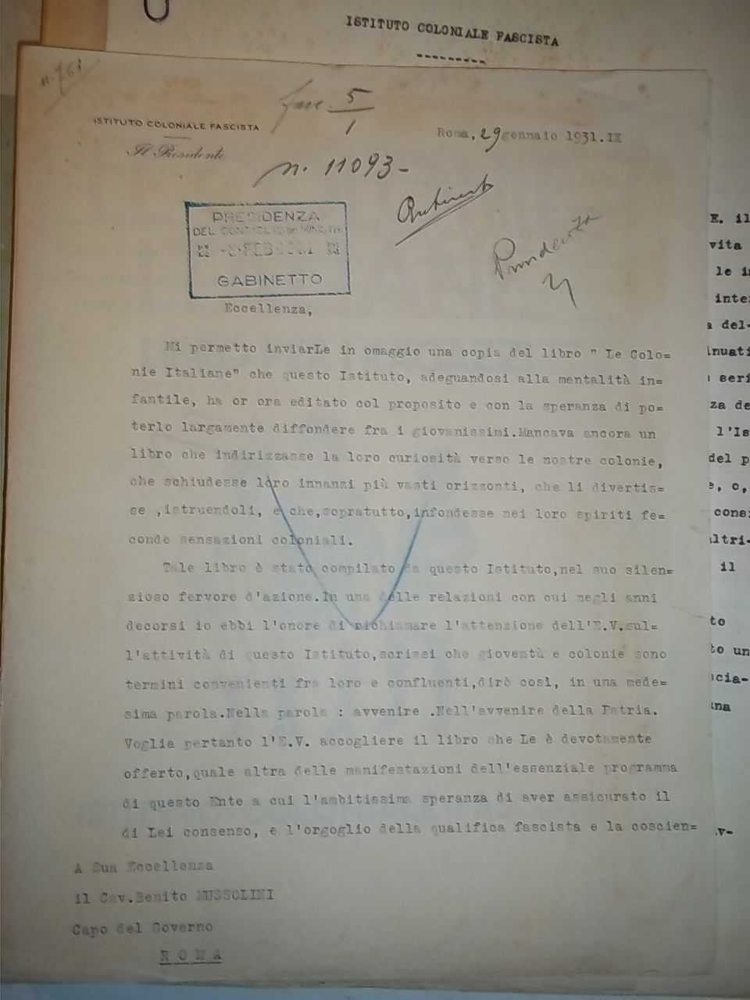 ISTITUTO COLONIALE FASCISTA
---------
n. 763
fasc. 5/1
ISTITUTO COLONIALE FASCISTA
Il Presidente
Roma, 29 gennaio 1931.IX
n. 11093-
PRESIDENZA
DEL CONSIGLIO DEI MINISTRI
GABINETTO
Eccellenza,
Mi permetto inviarLe in omaggio una copia del libro " Le Colo=
nie Italiane" che questo Istituto, adeguandosi alla mentalità in=
fantile, ha or ora editato col proposito e con la speranza di po=
terlo largamente diffondere fra i giovanissimi.Mancava ancora un
libro che indirizzasse la loro curiosità verso le nostre colonie,
che schiudesse loro innanzi più vasti orizzonti, che li divertis=
se ,istruendoli, e che,sopratutto,infondesse nei loro spiriti fe=
conde sensazioni coloniali.
Tale libro è stato compilato da questo Istituto,nel suo silen=
zioso fervore d'azione.In una delle relazioni con cui negli anni
decorsi io ebbi l'onore di richiamare l'attenzione dell'E.V.sul=
l'attività di questo Istituto,scrissi che gioventù e colonie sono
termini convenienti fra loro e confluenti,dirò così, in una mede=
sima parola.Nella parola : avvenire .Nell'avvenire della Patria.
Voglia pertanto l'E.V. accogliere il libro che Le è devotamente
offerto,quale altra delle manifestazioni dell'essenziale programma
di questo Ente a cui l'ambitissima speranza di aver assicurato il
di Lei consenso, e l'orgoglio della qualifica fascista e la coscien=
A Sua Eccellenza
il Cav.Benito MUSSOLINI
Capo del Governo
R O M A
E. il
vita
le i
inte
a del-
inuati
seri
za de
l'Is
del p
e, o,
cons
ltri-
il
to
to un
scia-
una
v-